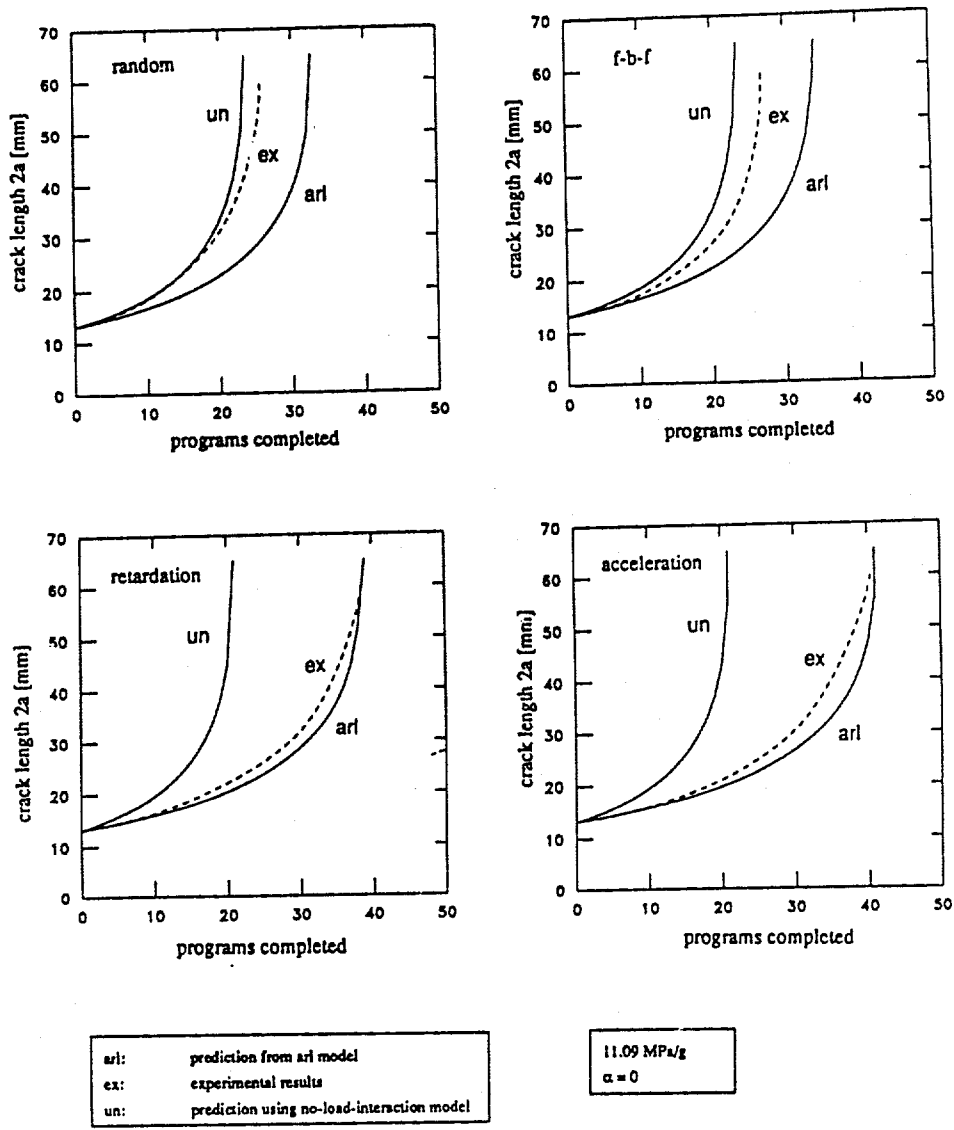 random
un
ex
arl
crack length 2a [mm]
70
60
50
40
30
20
10
0
0 10 20 30 40 50
programs completed
f-b-f
un
ex
arl
crack length 2a [mm]
70
60
50
40
30
20
10
0
0 10 20 30 40 50
programs completed
retardation
un
ex
arl
crack length 2a [mm]
70
60
50
40
30
20
10
0
0 10 20 30 40 50
programs completed
acceleration
un
ex
arl
crack length 2a [mm]
70
60
50
40
30
20
10
0
0 10 20 30 40 50
programs completed
arl: prediction from arl model
ex: experimental results
un: prediction using no-load-interaction model
11.09 MPa/g
α = 0